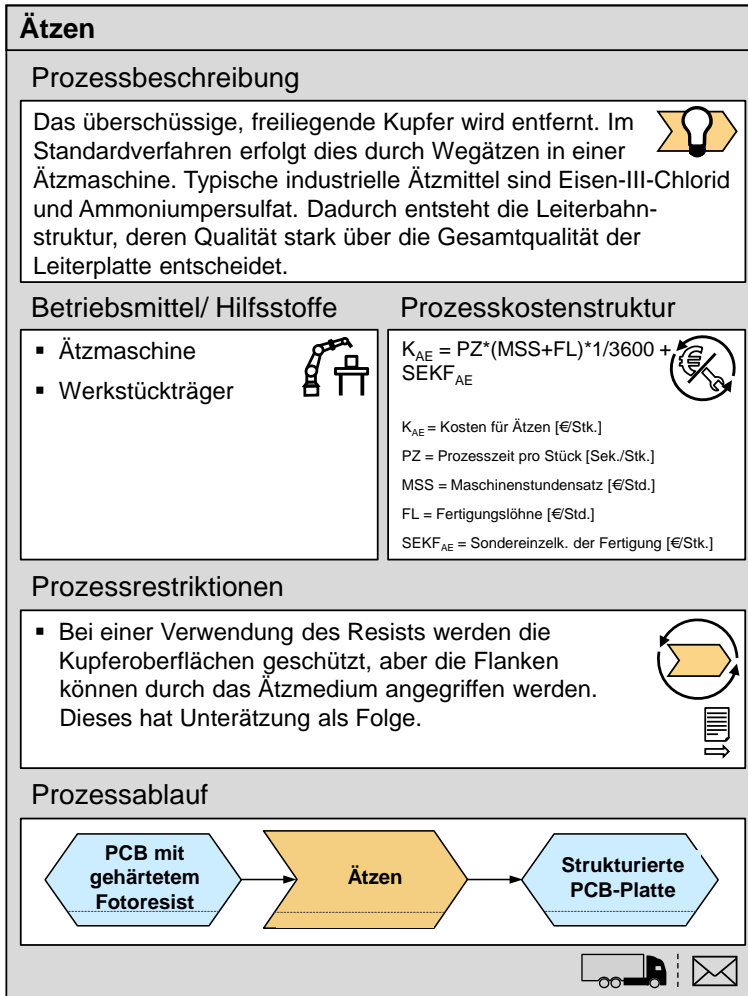 Ätzen
Prozessbeschreibung
Das überschüssige, freiliegende Kupfer wird entfernt. Im
Standardverfahren erfolgt dies durch Wegätzen in einer
Ätzmaschine. Typische industrielle Ätzmittel sind Eisen-III-Chlorid
und Ammoniumpersulfat. Dadurch entsteht die Leiterbahn-
struktur, deren Qualität stark über die Gesamtqualität der
Leiterplatte entscheidet.
Betriebsmittel/ Hilfsstoffe
▪ Ätzmaschine
▪ Werkstückträger
Prozesskostenstruktur
K_AE = PZ*(MSS+FL)*1/3600 +
SEKF_AE
K_AE = Kosten für Ätzen [€/Stk.]
PZ = Prozesszeit pro Stück [Sek./Stk.]
MSS = Maschinenstundensatz [€/Std.]
FL = Fertigungslöhne [€/Std.]
SEKF_AE = Sondereinzelk. der Fertigung [€/Stk.]
Prozessrestriktionen
▪ Bei einer Verwendung des Resists werden die
Kupferoberflächen geschützt, aber die Flanken
können durch das Ätzmedium angegriffen werden.
Dieses hat Unterätzung als Folge.
Prozessablauf
PCB mit
gehärtetem
Fotoresist
Ätzen
Strukturierte
PCB-Platte